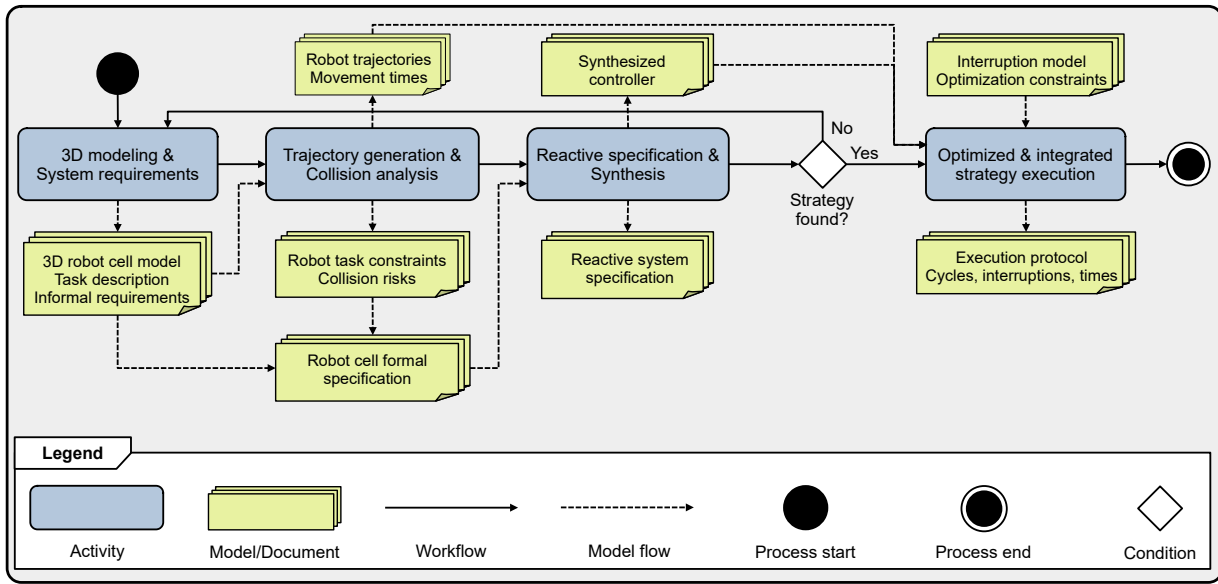 Robot trajectories
Movement times
Synthesized
controller
Interruption model
Optimization constraints
No
3D modeling &
System requirements
Trajectory generation &
Collision analysis
Reactive specification &
Synthesis
Yes
Optimized & integrated
strategy execution
Strategy
found?
3D robot cell model
Task description
Informal requirements
Robot task constraints
Collision risks
Reactive system
specification
Execution protocol
Cycles, interruptions, times
Robot cell formal
specification
Legend
Activity
Model/Document
Workflow
Model flow
Process start
Process end
Condition